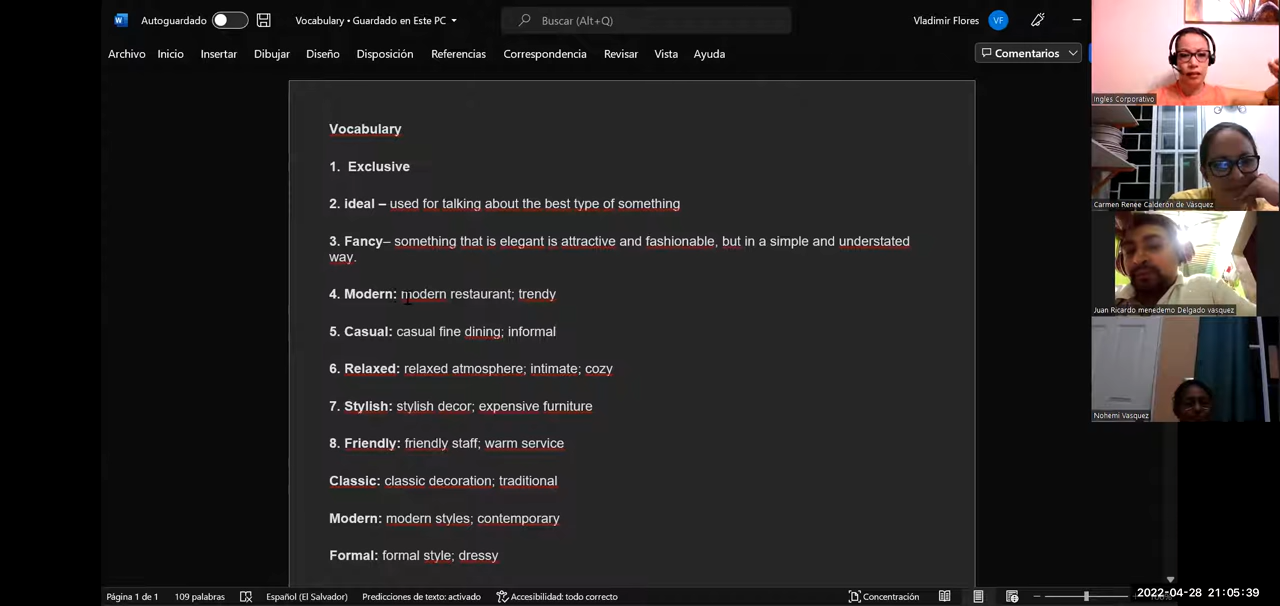 Autoguardado
Vocabulary • Guardado en Este PC
Buscar (Alt+Q)
Vladimir Flores
VF
Archivo Inicio Insertar Dibujar Diseño Disposición Referencias Correspondencia Revisar Vista Ayuda
Comentarios
Vocabulary
1. Exclusive
2. ideal – used for talking about the best type of something
3. Fancy– something that is elegant is attractive and fashionable, but in a simple and understated
way.
4. Modern: modern restaurant; trendy
5. Casual: casual fine dining; informal
6. Relaxed: relaxed atmosphere; intimate; cozy
7. Stylish: stylish decor; expensive furniture
8. Friendly: friendly staff; warm service
Classic: classic decoration; traditional
Modern: modern styles; contemporary
Formal: formal style; dressy
Ingles Corporativo
Carmen Renee Calderón de Vásquez
Juan Ricardo menedemo Delgado vasquez
Nohemi Vasquez
Página 1 de 1 109 palabras Español (El Salvador) Predicciones de texto: activado Accesibilidad: todo correcto Concentración
2022-04-28 21:05:39